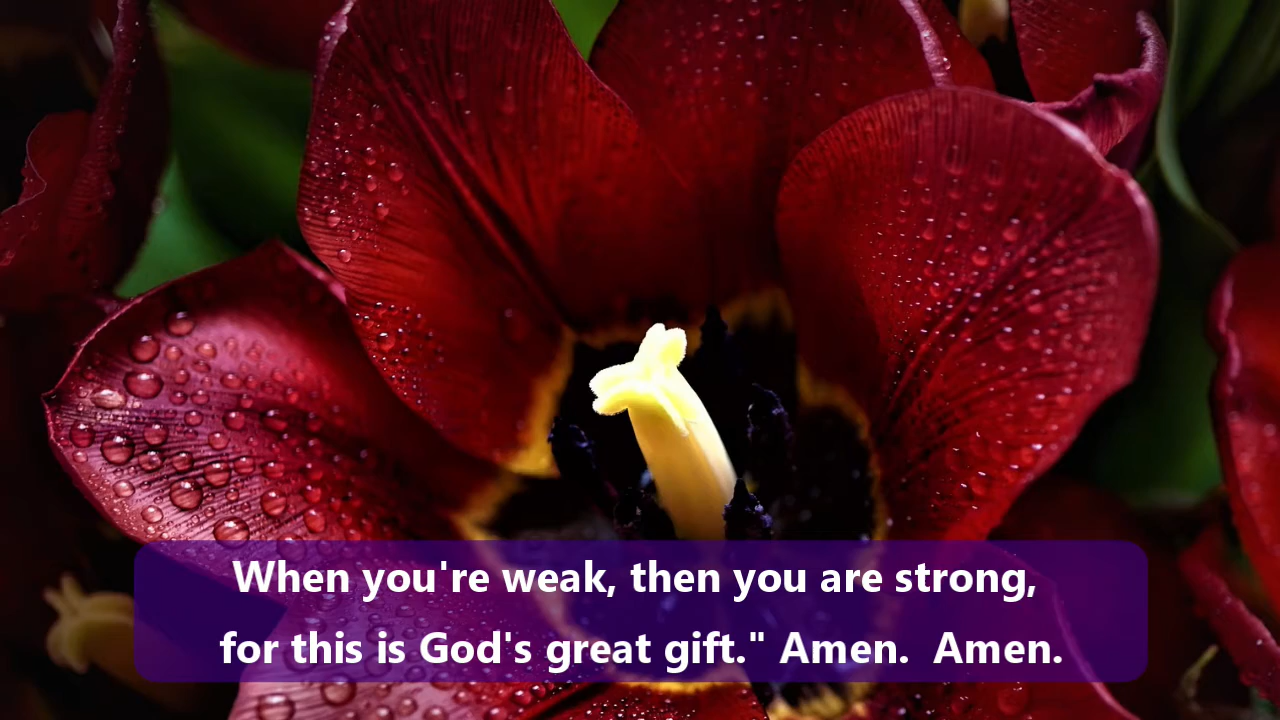 When you're weak, then you are strong,
for this is God's great gift." Amen.  Amen.